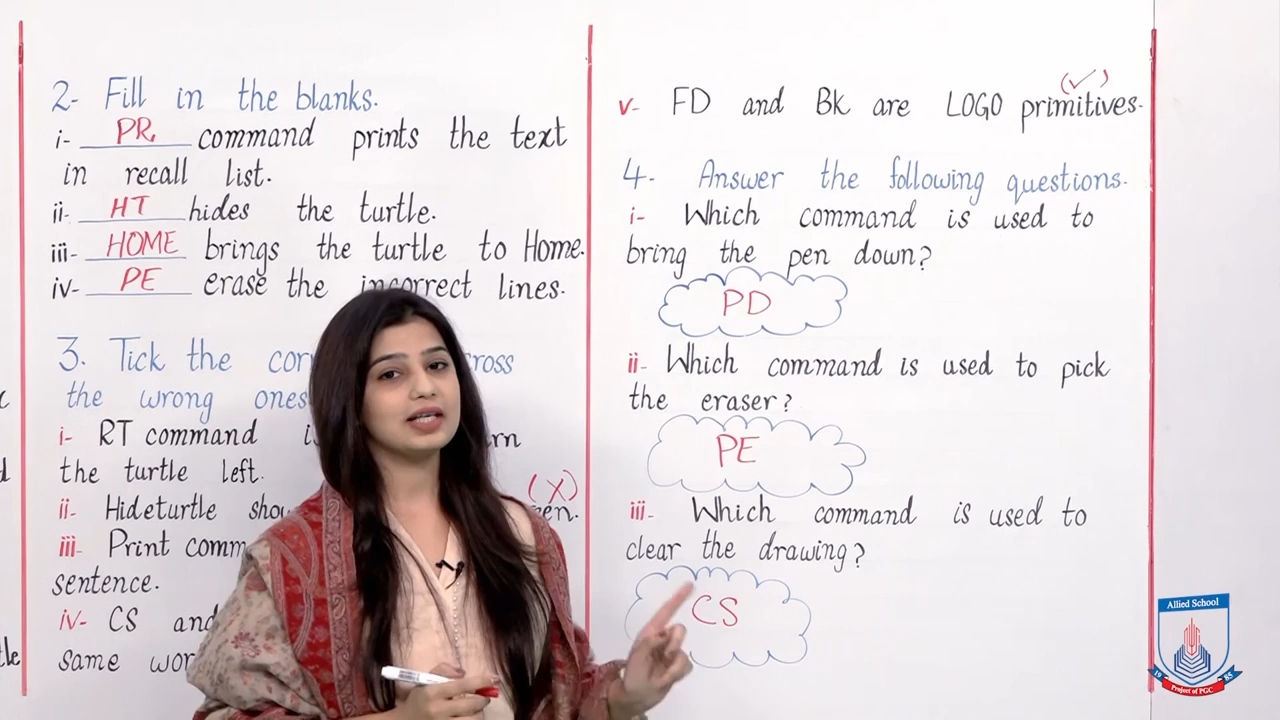 2- Fill in the blanks.
i- PR. command prints the text
in recall list.
ii- HT hides the turtle.
iii- HOME brings the turtle to Home.
iv- PE erase the incorrect lines.
3. Tick the
the wrong ones
i- RT command
the turtle left.
ii- Hideturtle
(X)
iii- Print
sentence.
iv- CS and
same
v- FD and Bk are LOGO primitives.
(✓)
4- Answer the following questions.
i- Which command is used to
bring the pen down?
PD
ii- Which command is used to pick
the eraser?
PE
iii- Which command is used to
clear the drawing?
CS
Allied School
19 85
Project of PGC